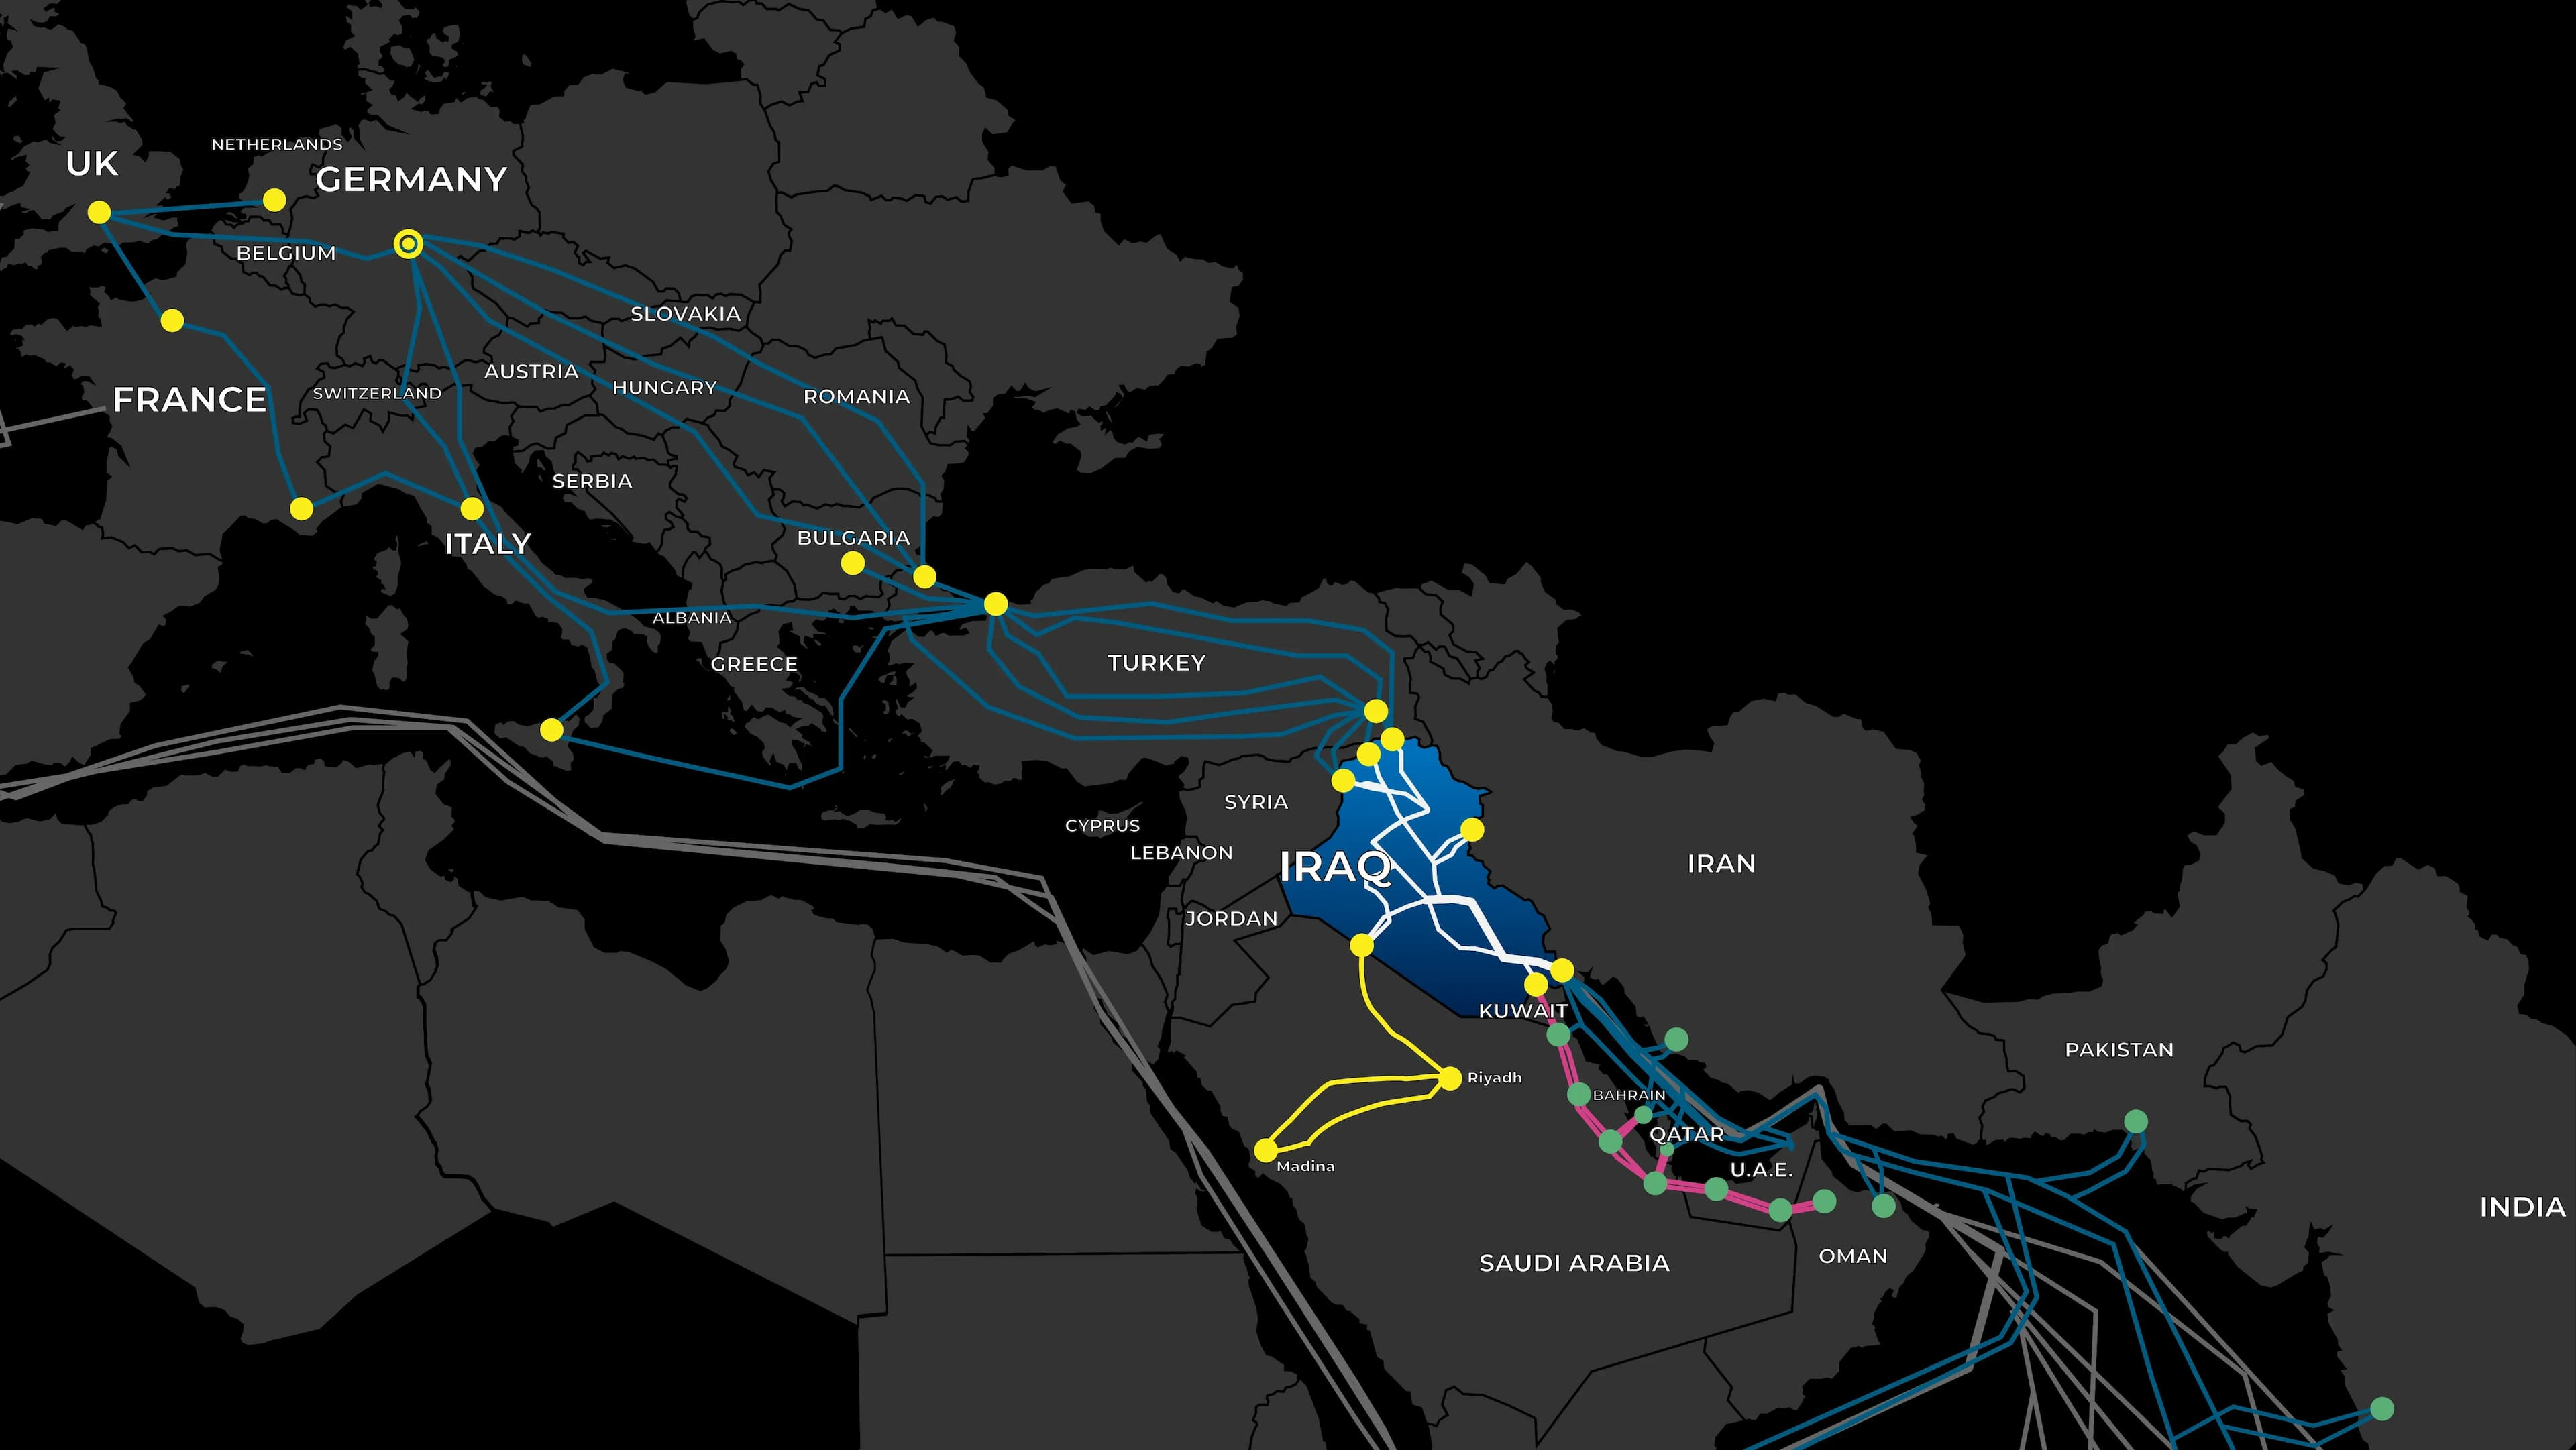 NETHERLANDS
UK
GERMANY
BELGIUM
SLOVAKIA
AUSTRIA
HUNGARY
SWITZERLAND
ROMANIA
FRANCE
SERBIA
BULGARIA
ITALY
ALBANIA
GREECE
TURKEY
SYRIA
CYPRUS
LEBANON
IRAQ
IRAN
JORDAN
KUWAIT
PAKISTAN
Riyadh
BAHRAIN
QATAR
Madina
U.A.E.
INDIA
OMAN
SAUDI ARABIA